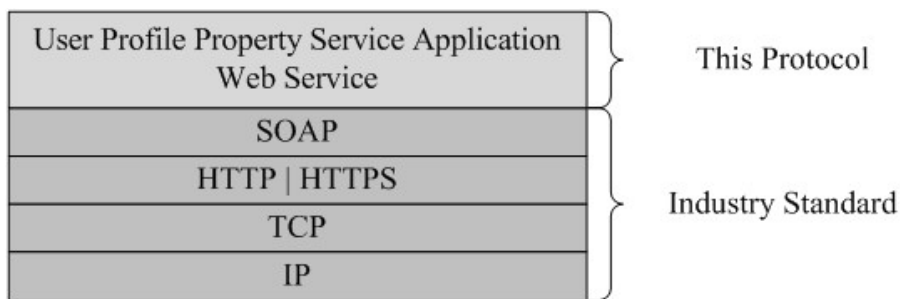 User Profile Property Service Application
Web Service
This Protocol
SOAP
HTTP | HTTPS
TCP
IP
Industry Standard